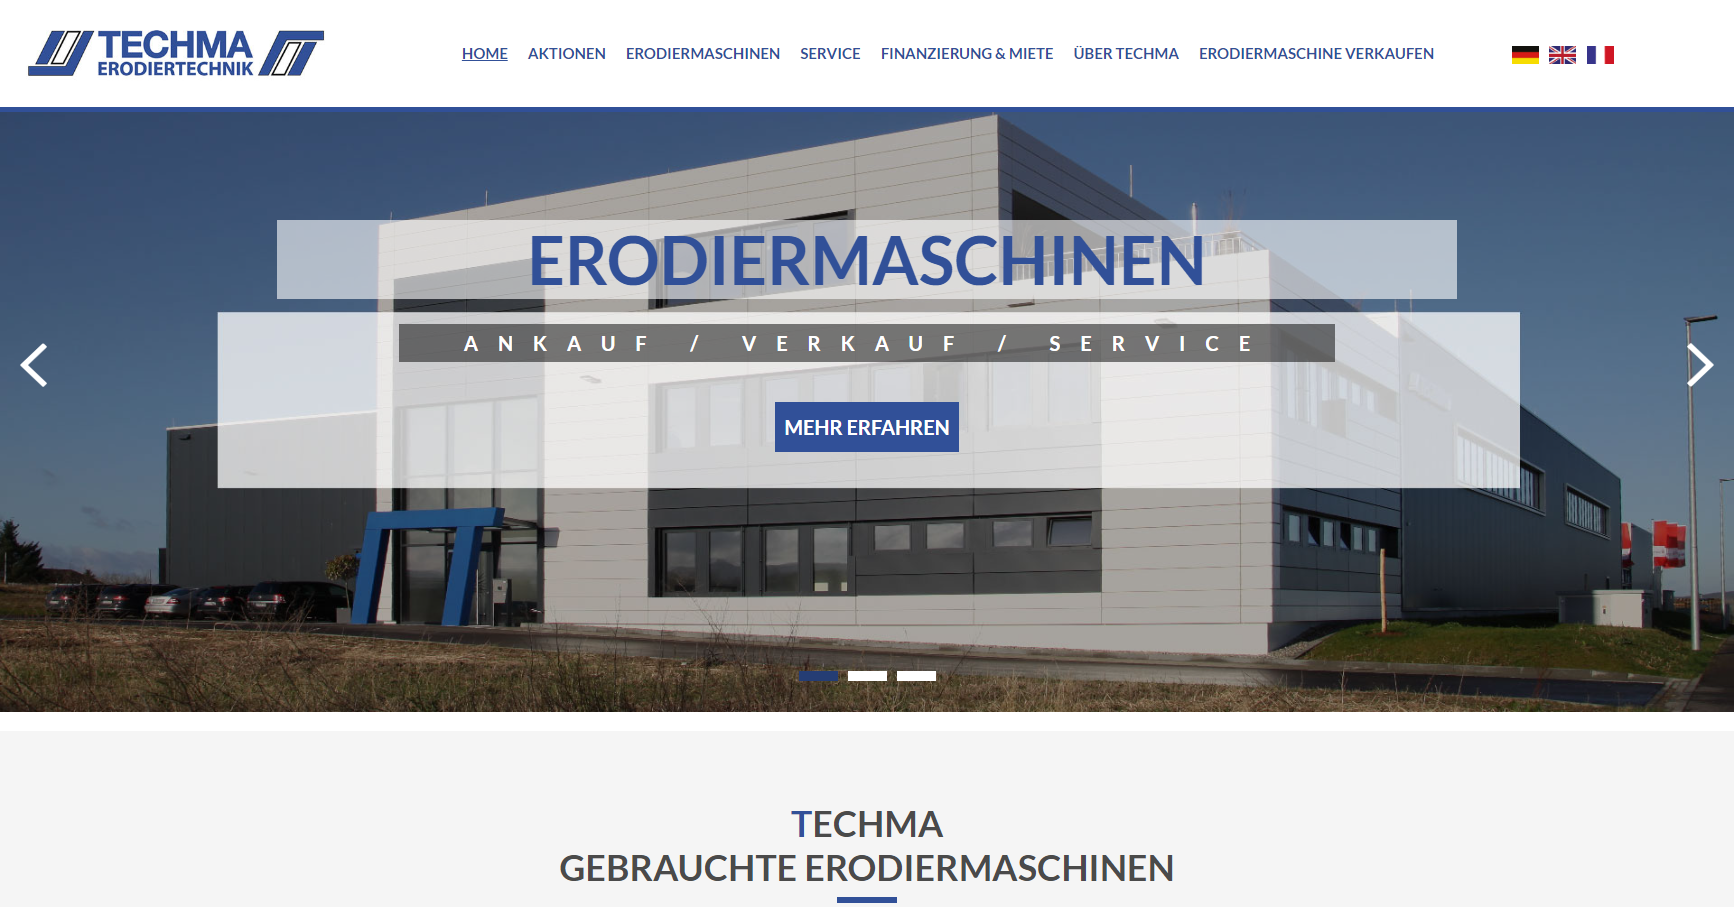 TECHMA
ERODIERTECHNIK
HOME AKTIONEN ERODIERMASCHINEN SERVICE FINANZIERUNG & MIETE ÜBER TECHMA ERODIERMASCHINE VERKAUFEN
ERODIERMASCHINEN
ANKAUF / VERKAUF / SERVICE
MEHR ERFAHREN
TECHMA
GEBRAUCHTE ERODIERMASCHINEN